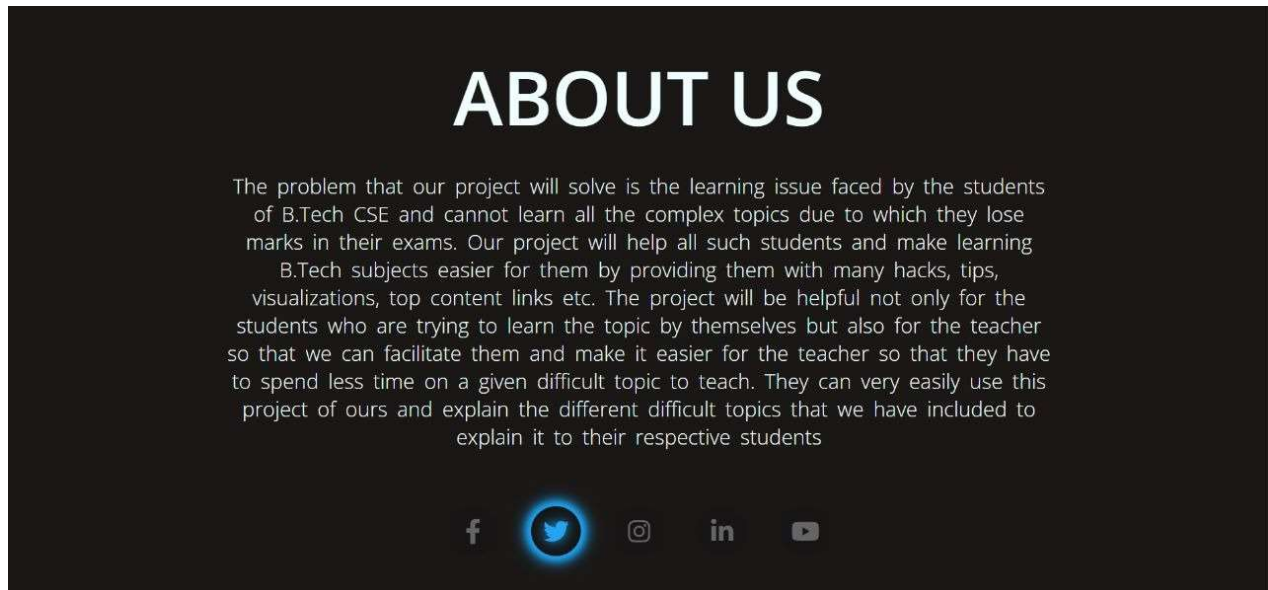 ABOUT US
The problem that our project will solve is the learning issue faced by the students
of B.Tech CSE and cannot learn all the complex topics due to which they lose
marks in their exams. Our project will help all such students and make learning
B.Tech subjects easier for them by providing them with many hacks, tips,
visualizations, top content links etc. The project will be helpful not only for the
students who are trying to learn the topic by themselves but also for the teacher
so that we can facilitate them and make it easier for the teacher so that they have
to spend less time on a given difficult topic to teach. They can very easily use this
project of ours and explain the different difficult topics that we have included to
explain it to their respective students